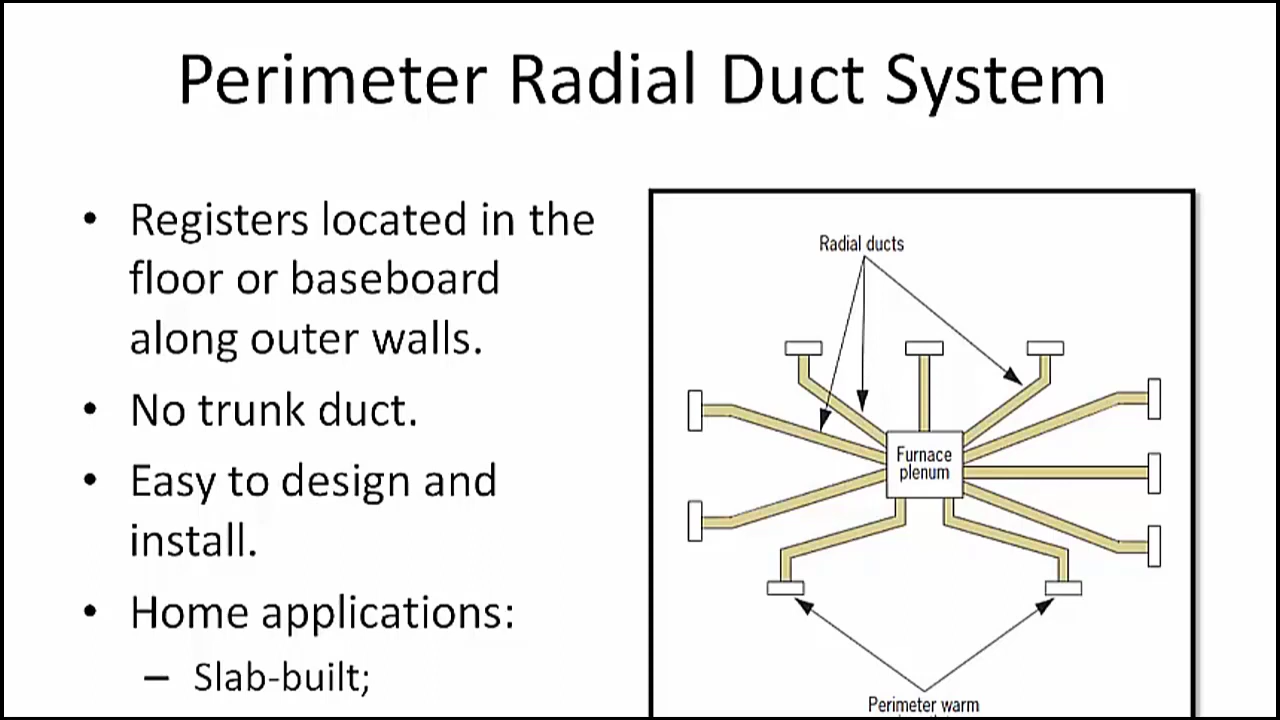 Perimeter Radial Duct System
• Registers located in the
floor or baseboard
along outer walls.
• No trunk duct.
• Easy to design and
install.
• Home applications:
– Slab-built;
Radial ducts
Furnace
plenum
Perimeter warm